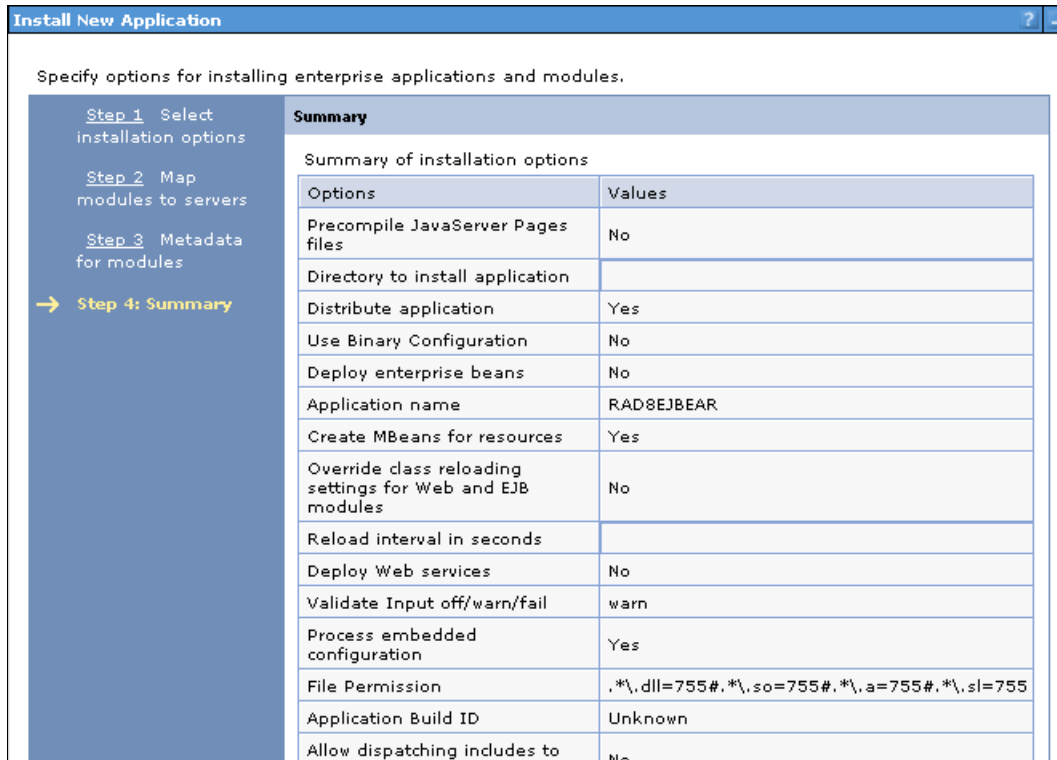 Install New Application
?
Specify options for installing enterprise applications and modules.
Step 1 Select
installation options
Step 2 Map
modules to servers
Step 3 Metadata
for modules
Step 4: Summary
Summary
Summary of installation options
Options Values
Precompile JavaServer Pages
files
No
Directory to install application
Distribute application Yes
Use Binary Configuration No
Deploy enterprise beans No
Application name RAD8EJBEAR
Create MBeans for resources Yes
Override class reloading
settings for Web and EJB
modules
No
Reload interval in seconds
Deploy Web services No
Validate Input off/warn/fail warn
Process embedded
configuration
Yes
File Permission .*\.dll=755#.*\.so=755#.*\.a=755#.*\.sl=755
Application Build ID Unknown
Allow dispatching includes to
No